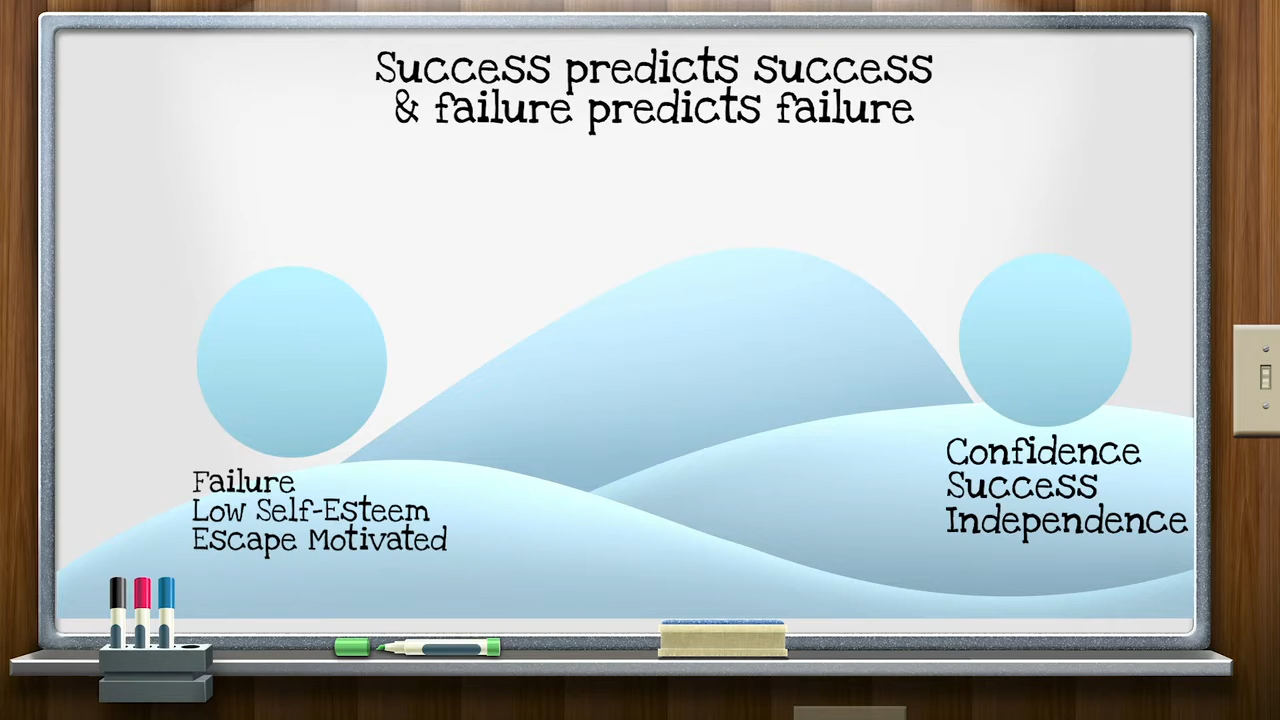 Success predicts success
& failure predicts failure
Failure
Low Self-Esteem
Escape Motivated
Confidence
Success
Independence